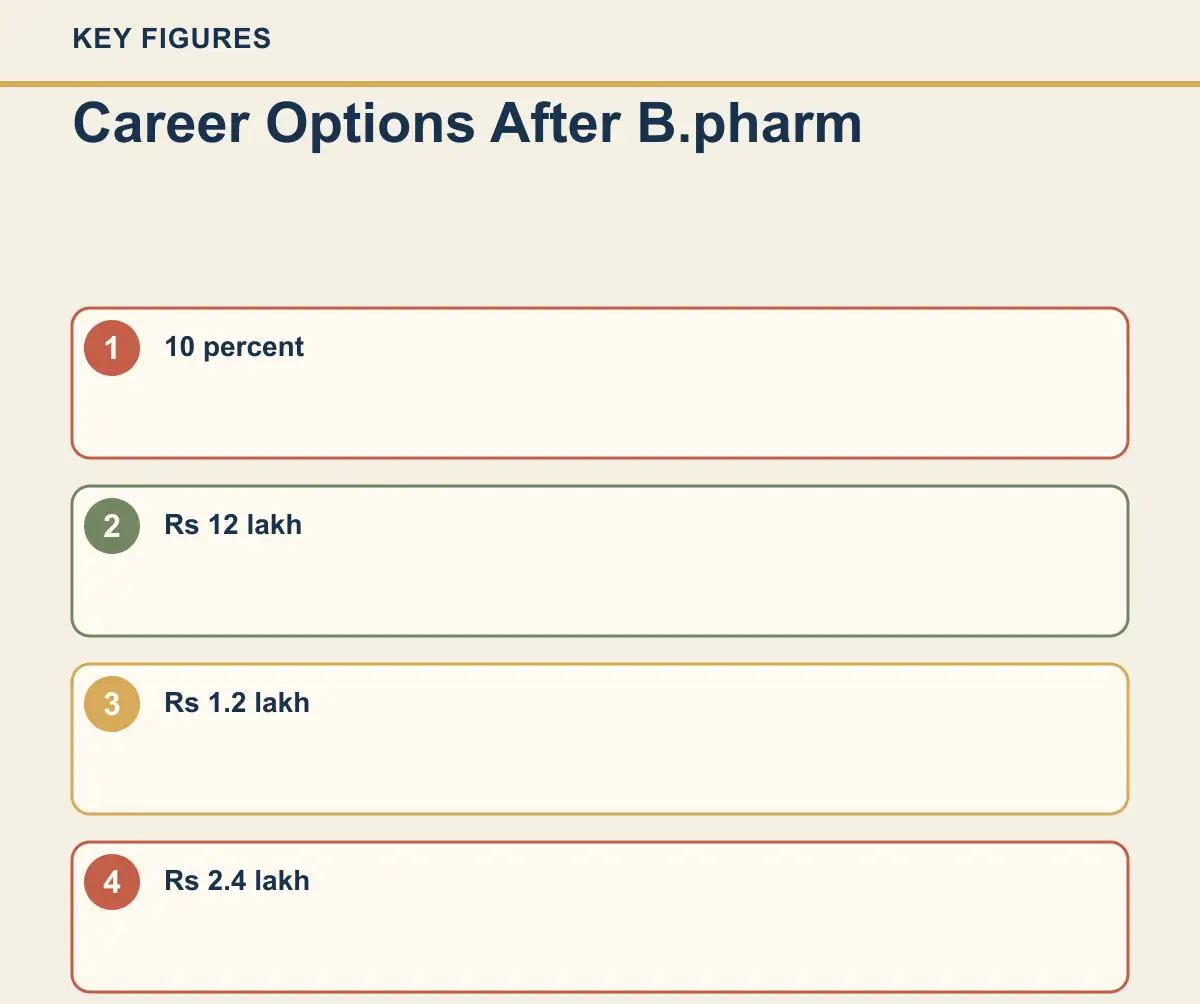 KEY FIGURES
Career Options After B.pharm
1 10 percent
2 Rs 12 lakh
3 Rs 1.2 lakh
4 Rs 2.4 lakh